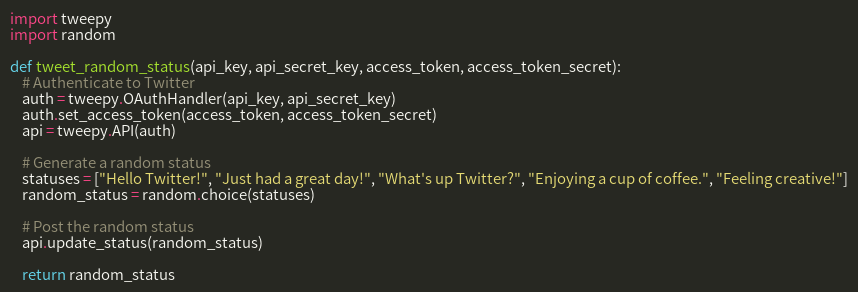 import tweepy
import random
def tweet_random_status(api_key, api_secret_key, access_token, access_token_secret):
# Authenticate to Twitter
auth = tweepy.OAuthHandler(api_key, api_secret_key)
auth.set_access_token(access_token, access_token_secret)
api = tweepy.API(auth)
# Generate a random status
statuses = ["Hello Twitter!", "Just had a great day!", "What's up Twitter?", "Enjoying a cup of coffee.", "Feeling creative!"]
random_status = random.choice(statuses)
# Post the random status
api.update_status(random_status)
return random_status